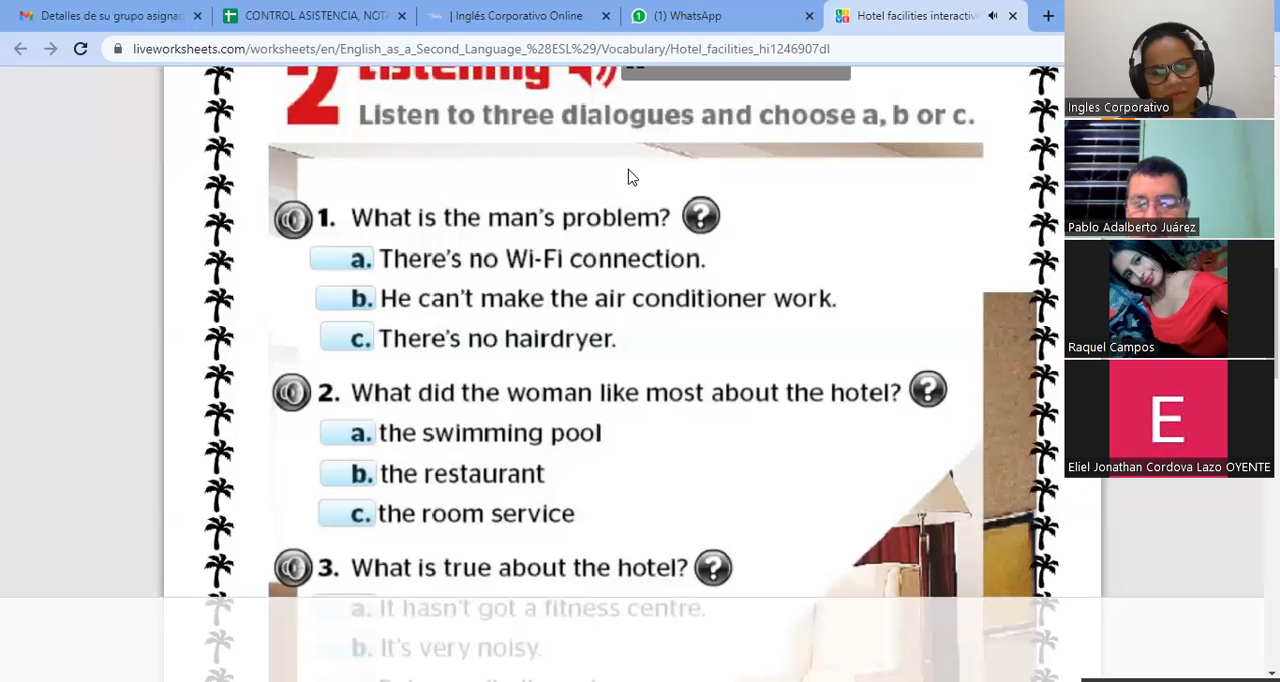 Detalles de su grupo asignad
CONTROL ASISTENCIA, NOTA
| Inglés Corporativo Online
(1) WhatsApp
Hotel facilities interactiv
liveworksheets.com/worksheets/en/English_as_a_Second_Language_%28ESL%29/Vocabulary/Hotel_facilities_hi1246907dl
2 Listening
Listen to three dialogues and choose a, b or c.
1. What is the man's problem? ?
a. There's no Wi-Fi connection.
b. He can't make the air conditioner work.
c. There's no hairdryer.
2. What did the woman like most about the hotel? ?
a. the swimming pool
b. the restaurant
c. the room service
3. What is true about the hotel? ?
It hasn't got a fitness centre.
b. It's very noisy.
Ingles Corporativo
Pablo Adalberto Juárez
Raquel Campos
E
Eliel Jonathan Cordova Lazo OYENTE